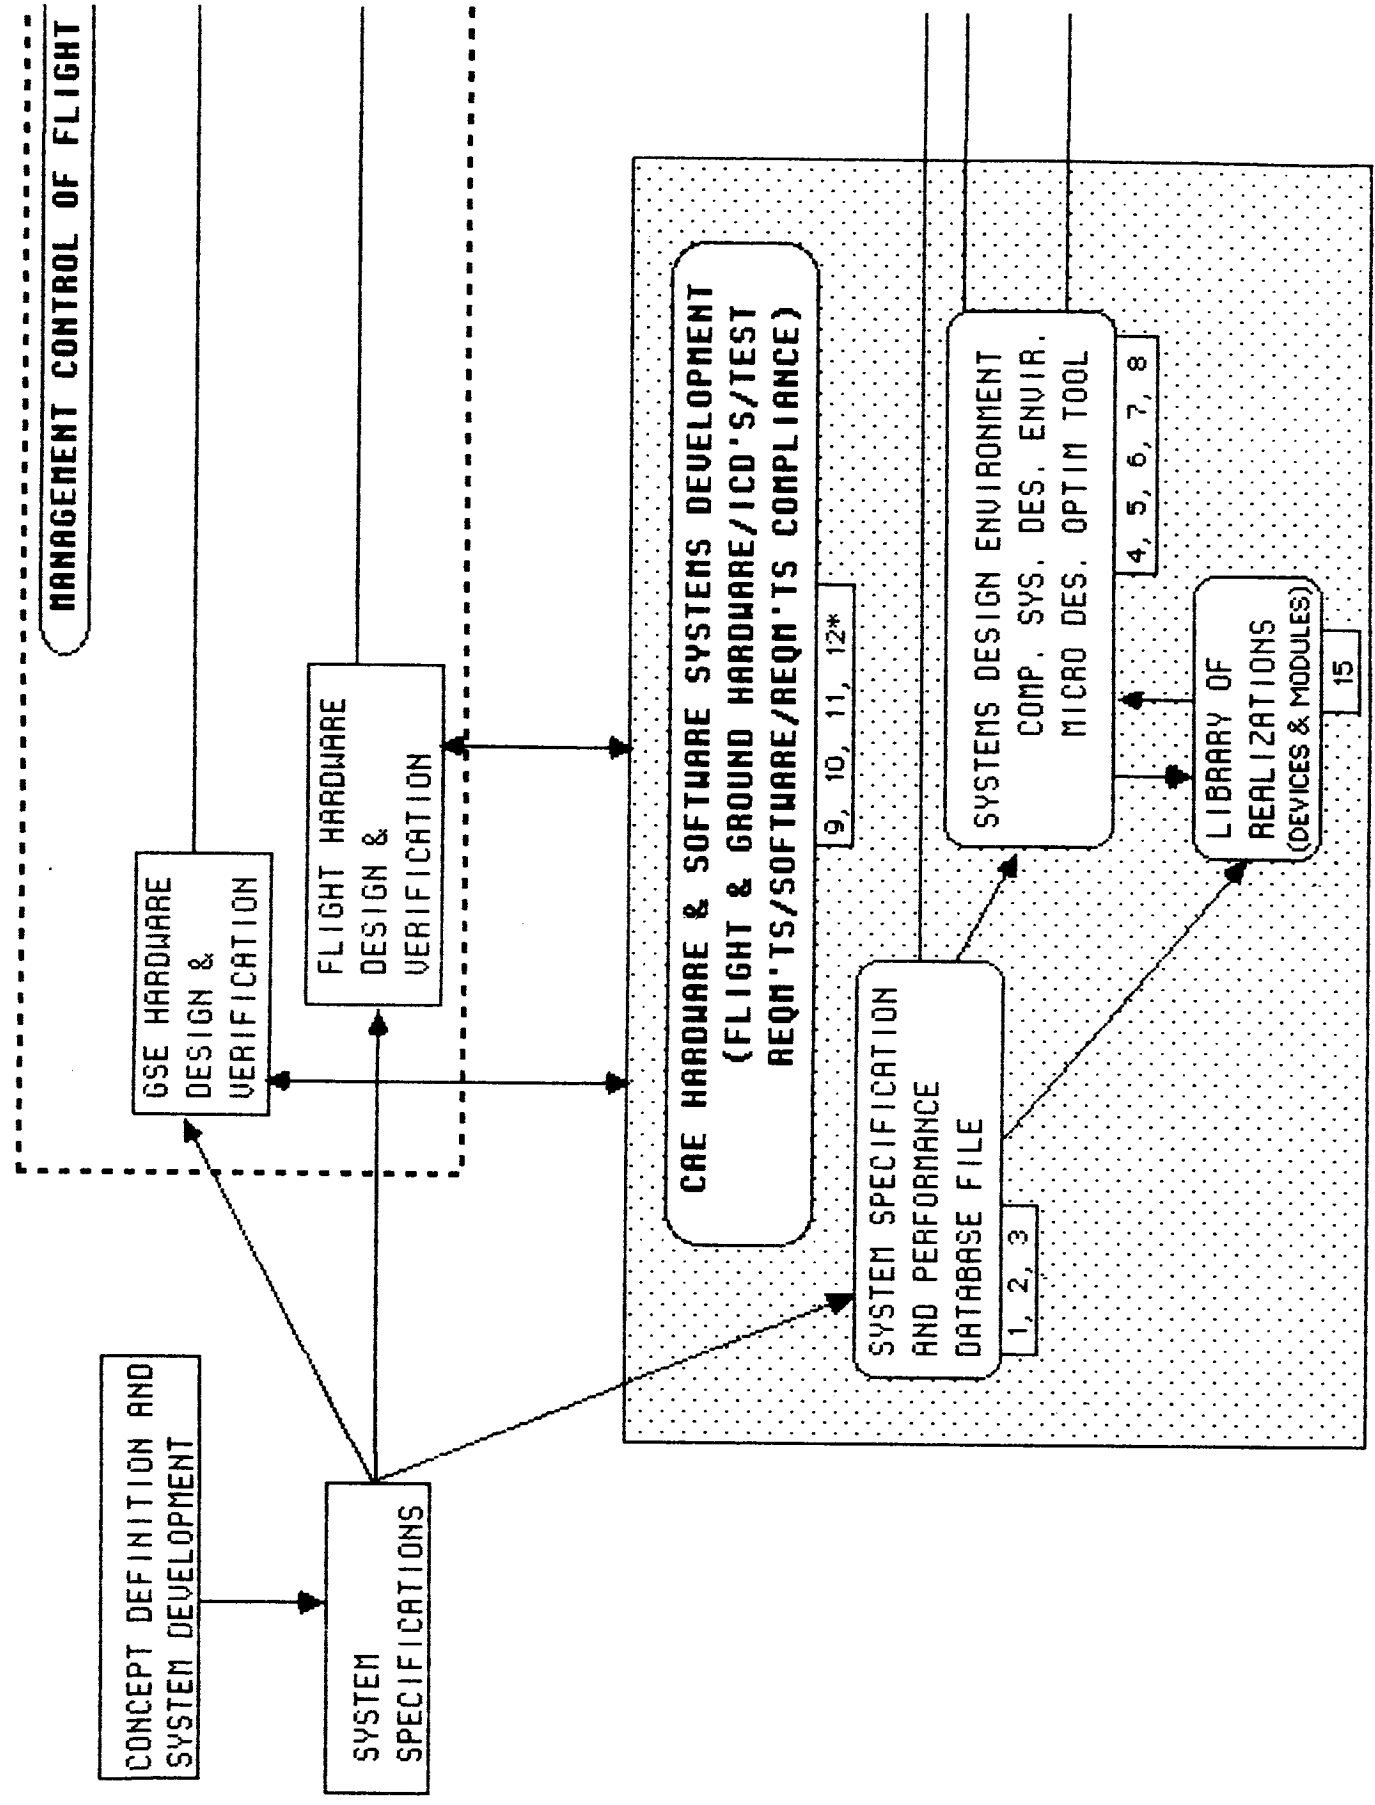 MANAGEMENT CONTROL OF FLIGHT
CONCEPT DEFINITION AND
SYSTEM DEVELOPMENT
GSE HARDWARE
DESIGN &
VERIFICATION
SYSTEM
SPECIFICATIONS
FLIGHT HARDWARE
DESIGN &
VERIFICATION
CAE HARDWARE & SOFTWARE SYSTEMS DEVELOPMENT
(FLIGHT & GROUND HARDWARE/ICD'S/TEST
REQM'TS/SOFTWARE/REQM'TS COMPLIANCE)
9, 10, 11, 12*
SYSTEM SPECIFICATION
AND PERFORMANCE
DATABASE FILE
1, 2, 3
SYSTEMS DESIGN ENVIRONMENT
COMP. SYS. DES. ENVIR.
MICRO DES. OPTIM TOOL
4, 5, 6, 7, 8
LIBRARY OF
REALIZATIONS
(DEVICES & MODULES)
15